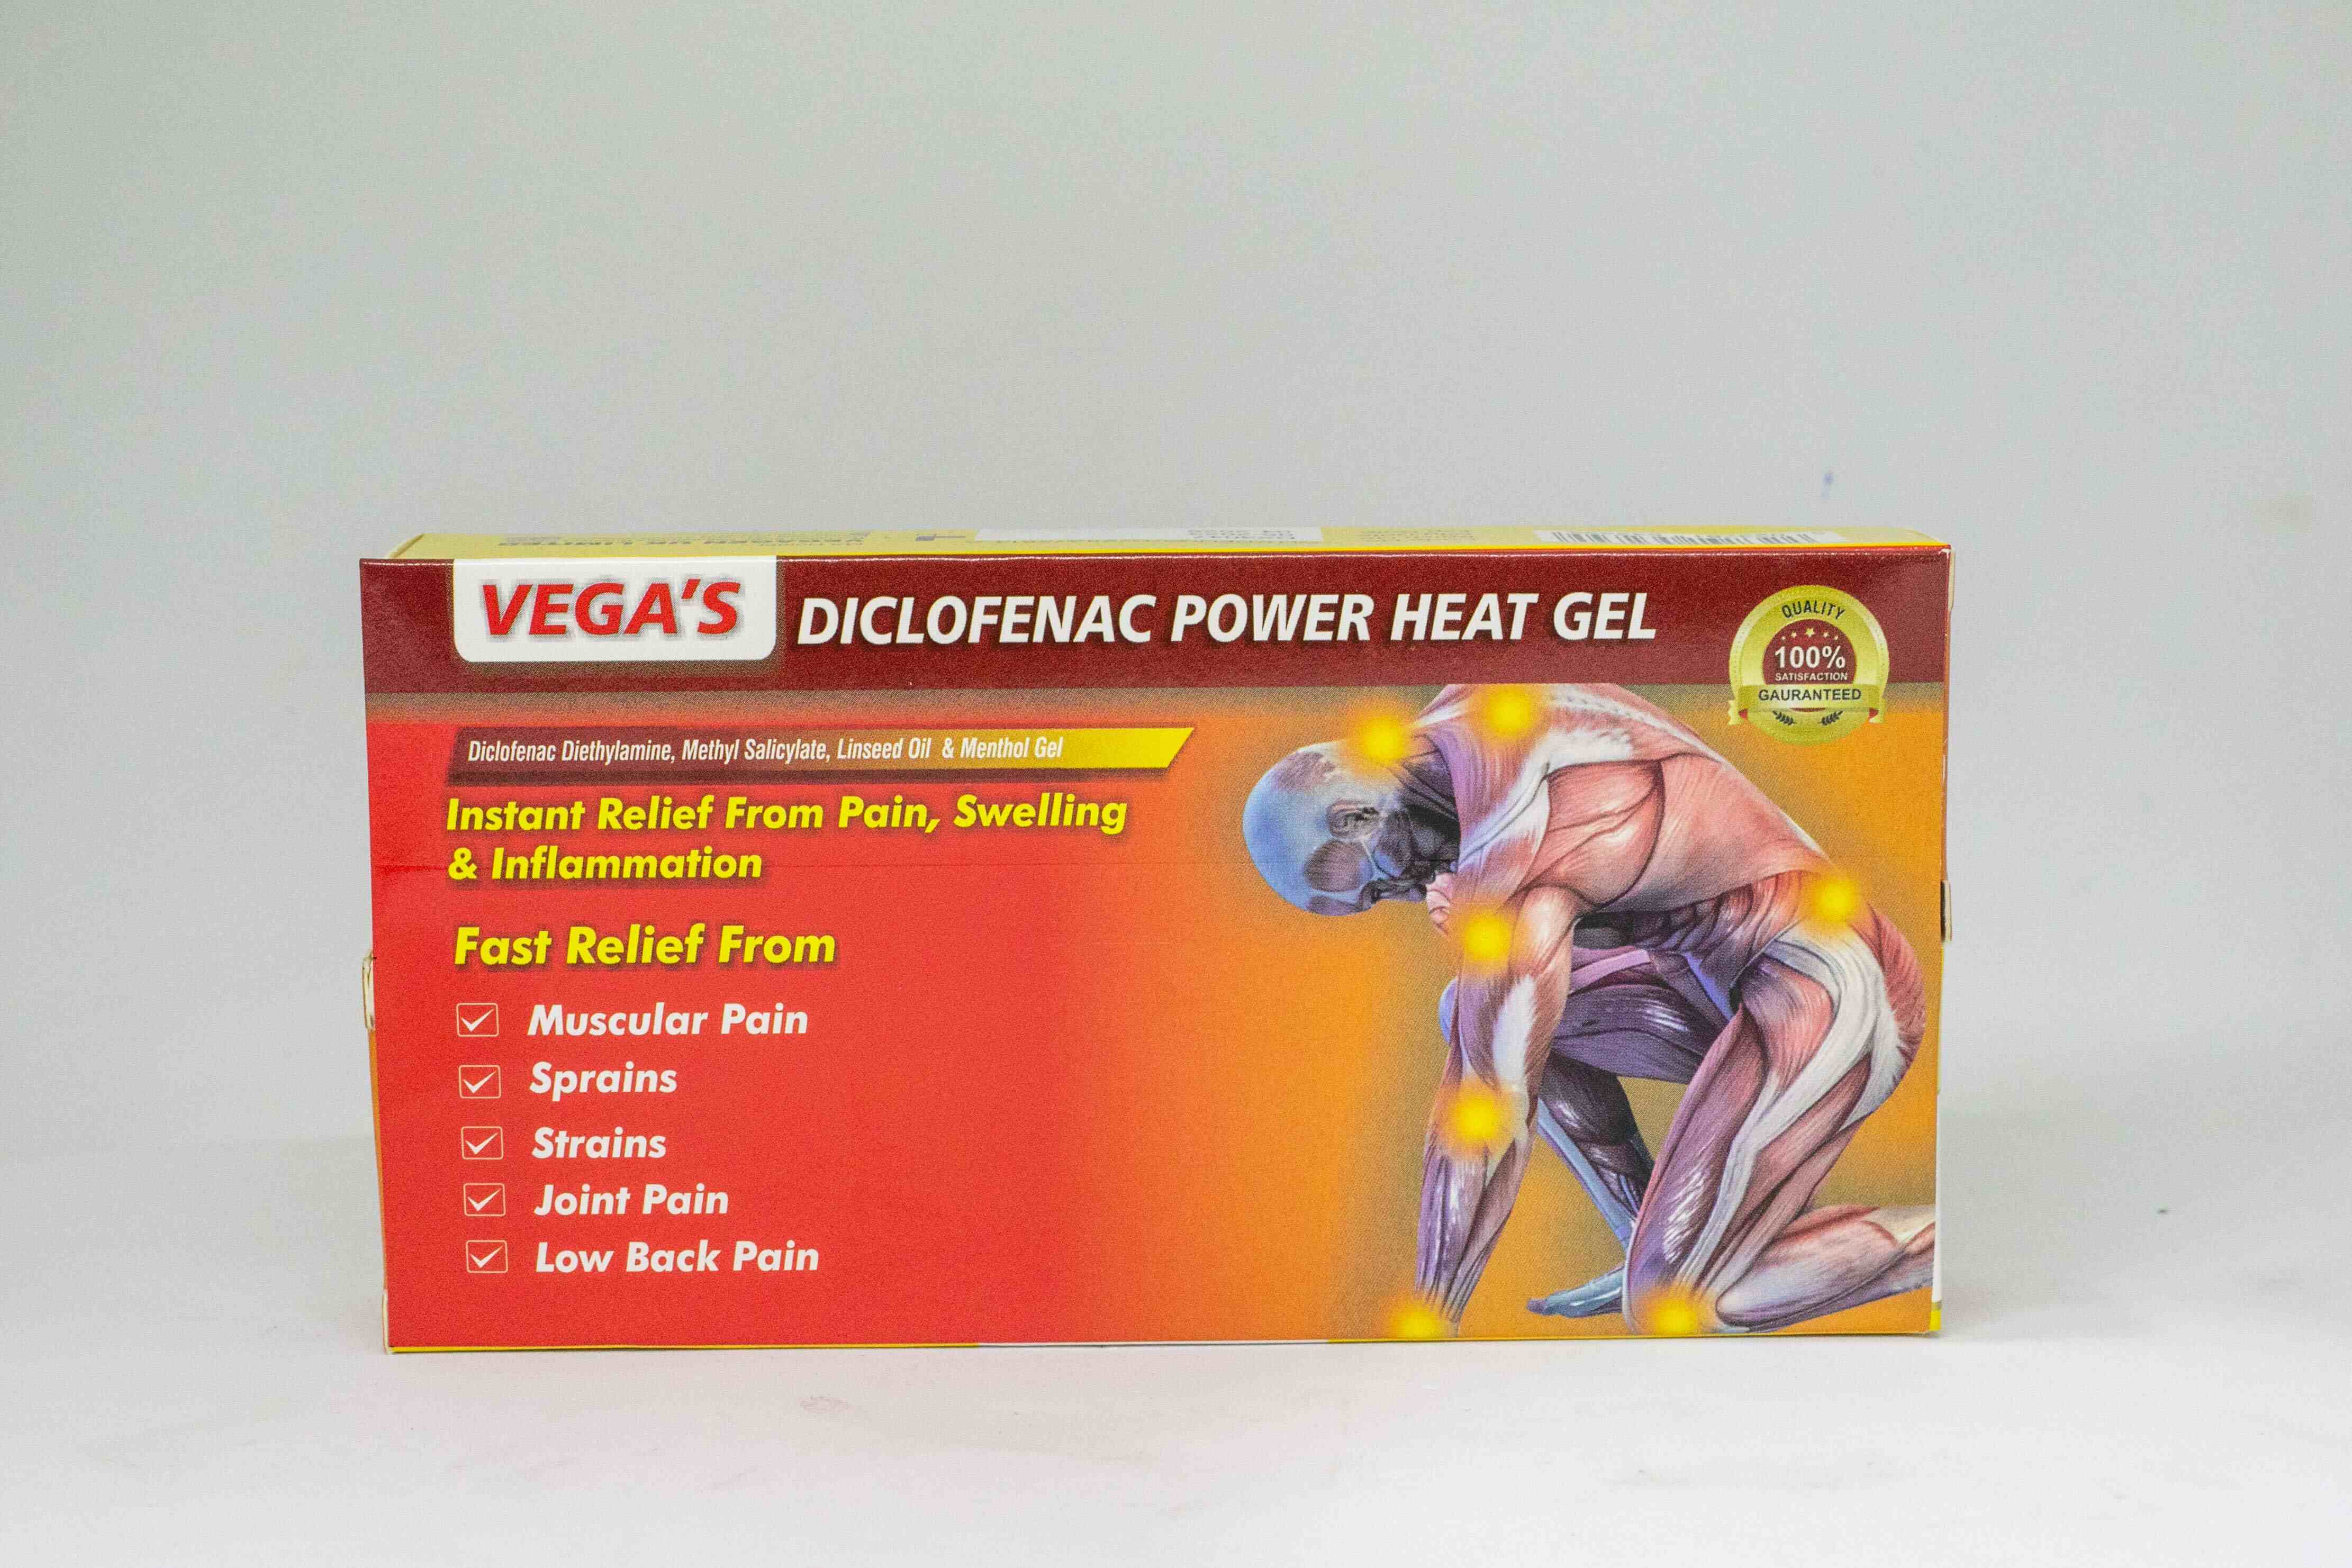 VEGA'S
DICLOFENAC POWER HEAT GEL
QUALITY
100%
SATISFACTION
GAURANTEED
Diclofenac Diethylamine, Methyl Salicylate, Linseed Oil & Menthol Gel
Instant Relief From Pain, Swelling
& Inflammation
Fast Relief From
Muscular Pain
Sprains
Strains
Joint Pain
Low Back Pain